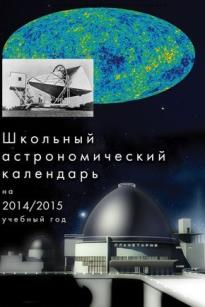 Школьный
астрономический
календарь
на
2014/2015
учебный год
ПЛАНЕТАРИЙ